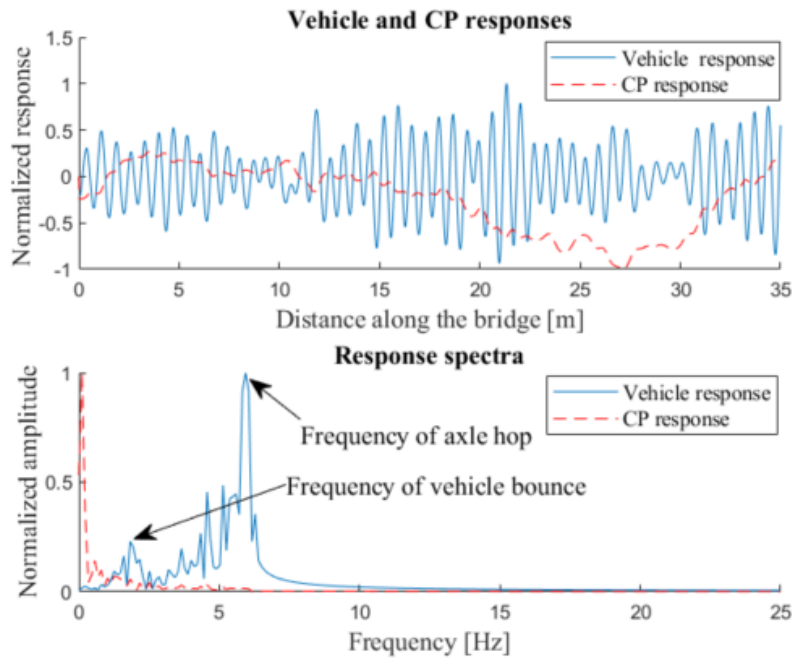 Vehicle and CP responses
1.5
1
0.5
0
-0.5
-1
Normalized response
Vehicle response
CP response
0 5 10 15 20 25 30 35
Distance along the bridge [m]
Response spectra
1
0.5
0
Normalized amplitude
Vehicle response
CP response
Frequency of axle hop
Frequency of vehicle bounce
0 5 10 15 20 25
Frequency [Hz]